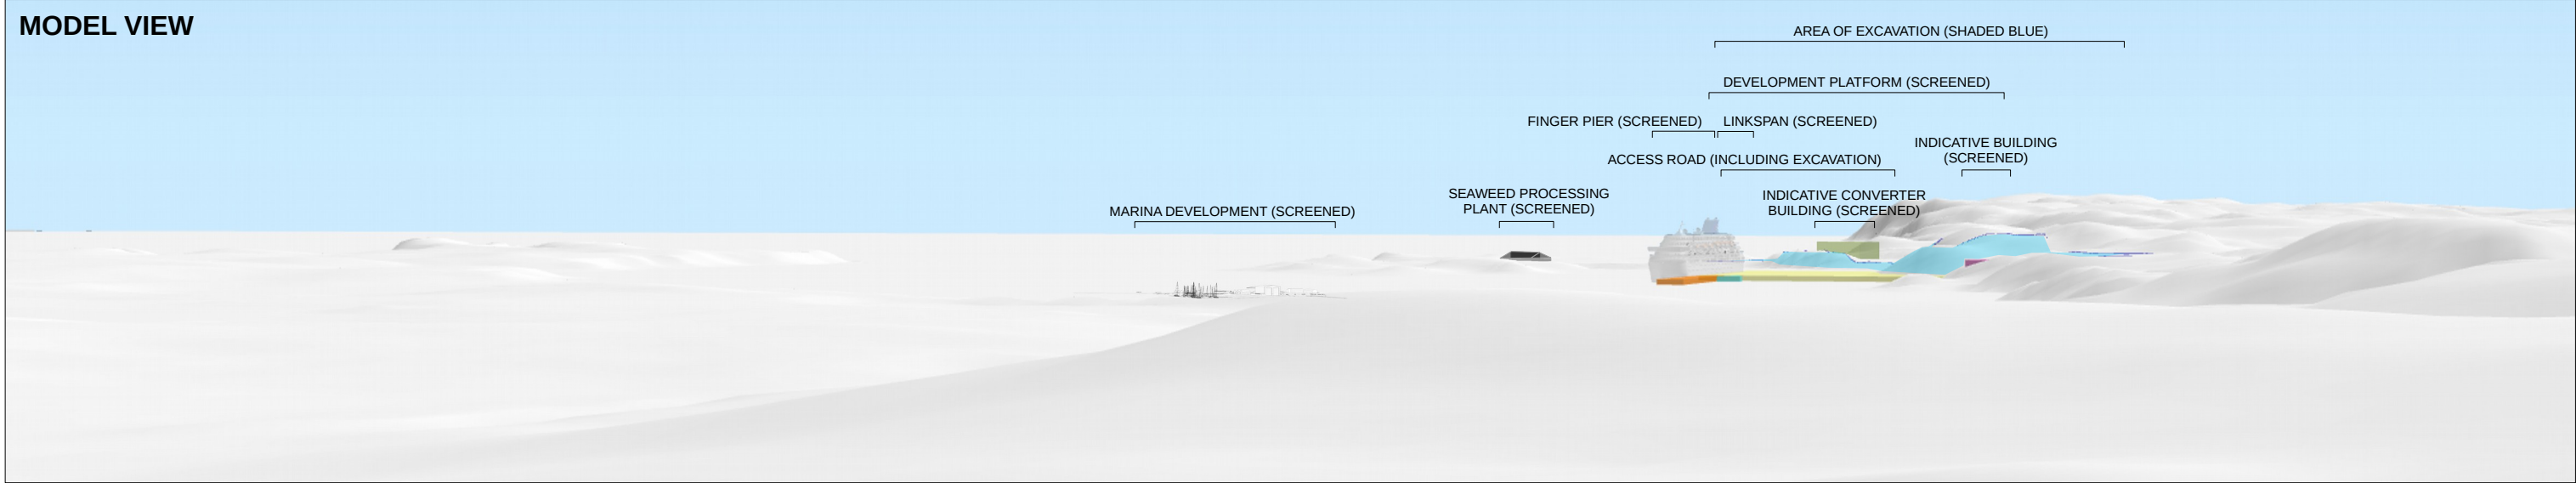 MODEL VIEW
AREA OF EXCAVATION (SHADED BLUE)
DEVELOPMENT PLATFORM (SCREENED)
FINGER PIER (SCREENED)
LINKSPAN (SCREENED)
INDICATIVE BUILDING
(SCREENED)
ACCESS ROAD (INCLUDING EXCAVATION)
SEAWEED PROCESSING
PLANT (SCREENED)
INDICATIVE CONVERTER
BUILDING (SCREENED)
MARINA DEVELOPMENT (SCREENED)